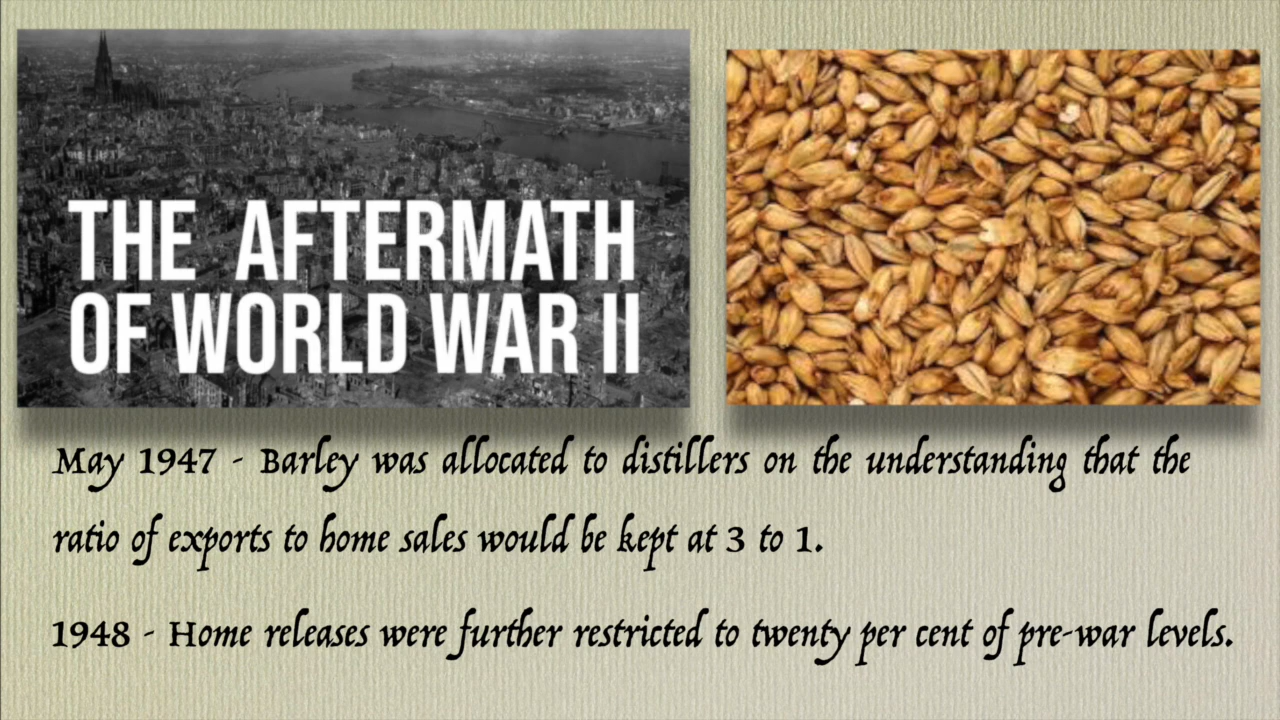 THE AFTERMATH
OF WORLD WAR II
May 1947 - Barley was allocated to distillers on the understanding that the
ratio of exports to home sales would be kept at 3 to 1.
1948 - Home releases were further restricted to twenty per cent of pre-war levels.